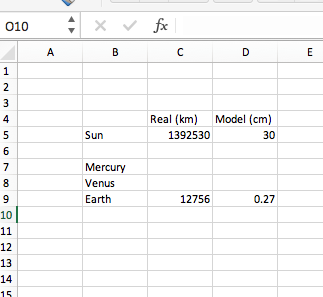 O10 fx
A B C D E
1
2
3
4 Real (km) Model (cm)
5 Sun 1392530 30
6
7 Mercury
8 Venus
9 Earth 12756 0.27
10
11
12
13
14
15